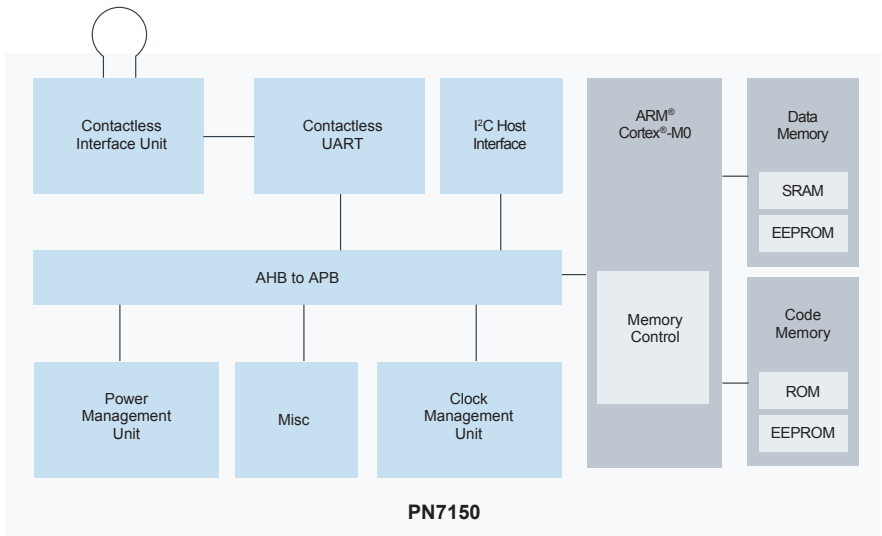 Contactless
Interface Unit
Contactless
UART
I²C Host
Interface
ARM®
Cortex®-M0
Data
Memory
SRAM
EEPROM
AHB to APB
Memory
Control
Code
Memory
ROM
EEPROM
Power
Management
Unit
Misc
Clock
Management
Unit
PN7150